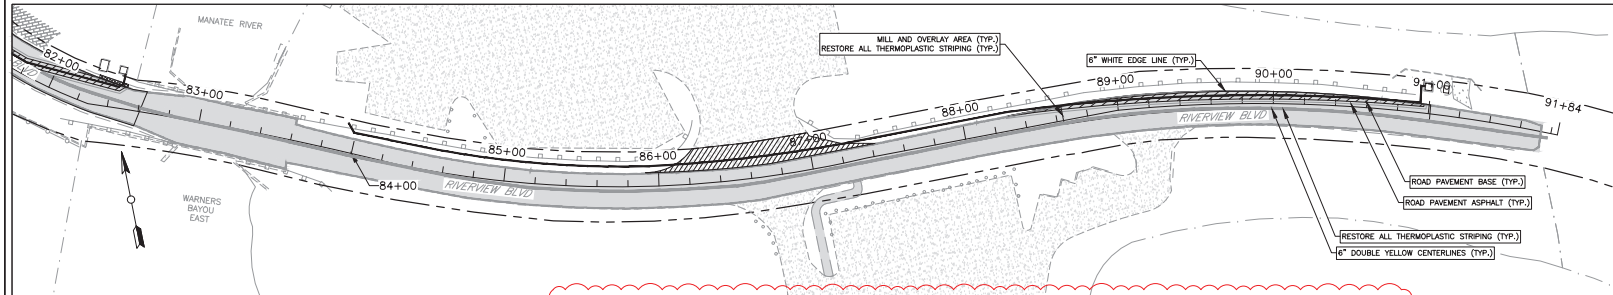 MANATEE RIVER
BLVD
82+00
83+00
84+00
85+00
86+00
87+00
88+00
89+00
90+00
91+00
91+84
MILL AND OVERLAY AREA (TYP.)
RESTORE ALL THERMOPLASTIC STRIPING (TYP.)
6" WHITE EDGE LINE (TYP.)
RIVERVIEW BLVD
RIVERVIEW BLVD
WARNERS
BAYOU
EAST
ROAD PAVEMENT BASE (TYP.)
ROAD PAVEMENT ASPHALT (TYP.)
RESTORE ALL THERMOPLASTIC STRIPING (TYP.)
6" DOUBLE YELLOW CENTERLINES (TYP.)